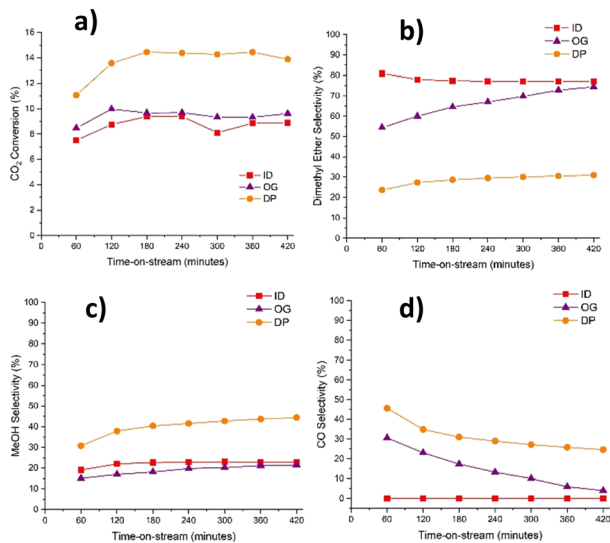 a)
ID
OG
DP
16
14
12
10
8
6
4
2
0
CO₂ Conversion (%)
0 60 120 180 240 300 360 420
Time-on-stream (minutes)
b)
ID
OG
DP
100
90
80
70
60
50
40
30
20
10
0
Dimethyl Ether Selectivity (%)
0 60 120 180 240 300 360 420
Time-on-stream (minutes)
c)
ID
OG
DP
100
90
80
70
60
50
40
30
20
10
0
MeOH Selectivity (%)
0 60 120 180 240 300 360 420
Time-on-stream (minutes)
d)
ID
OG
DP
100
90
80
70
60
50
40
30
20
10
0
CO Selectivity (%)
0 60 120 180 240 300 360 420
Time-on-stream (minutes)